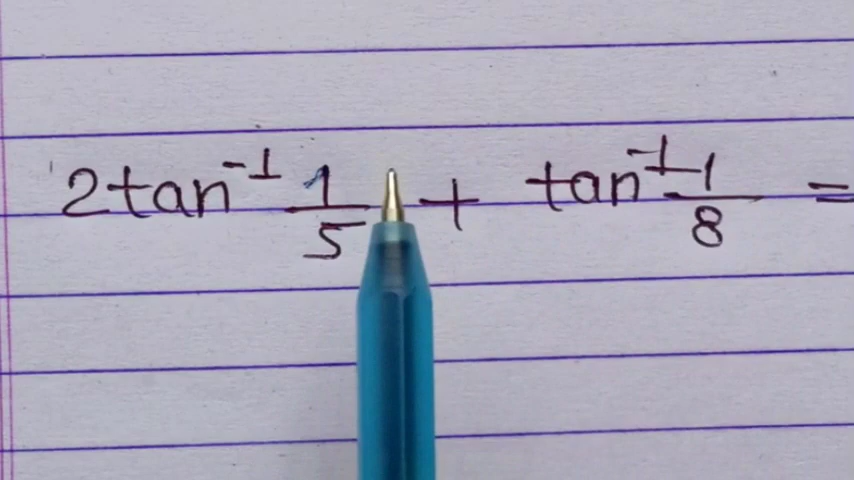 2tan⁻¹ 1/5 + tan⁻¹ 1/8 =